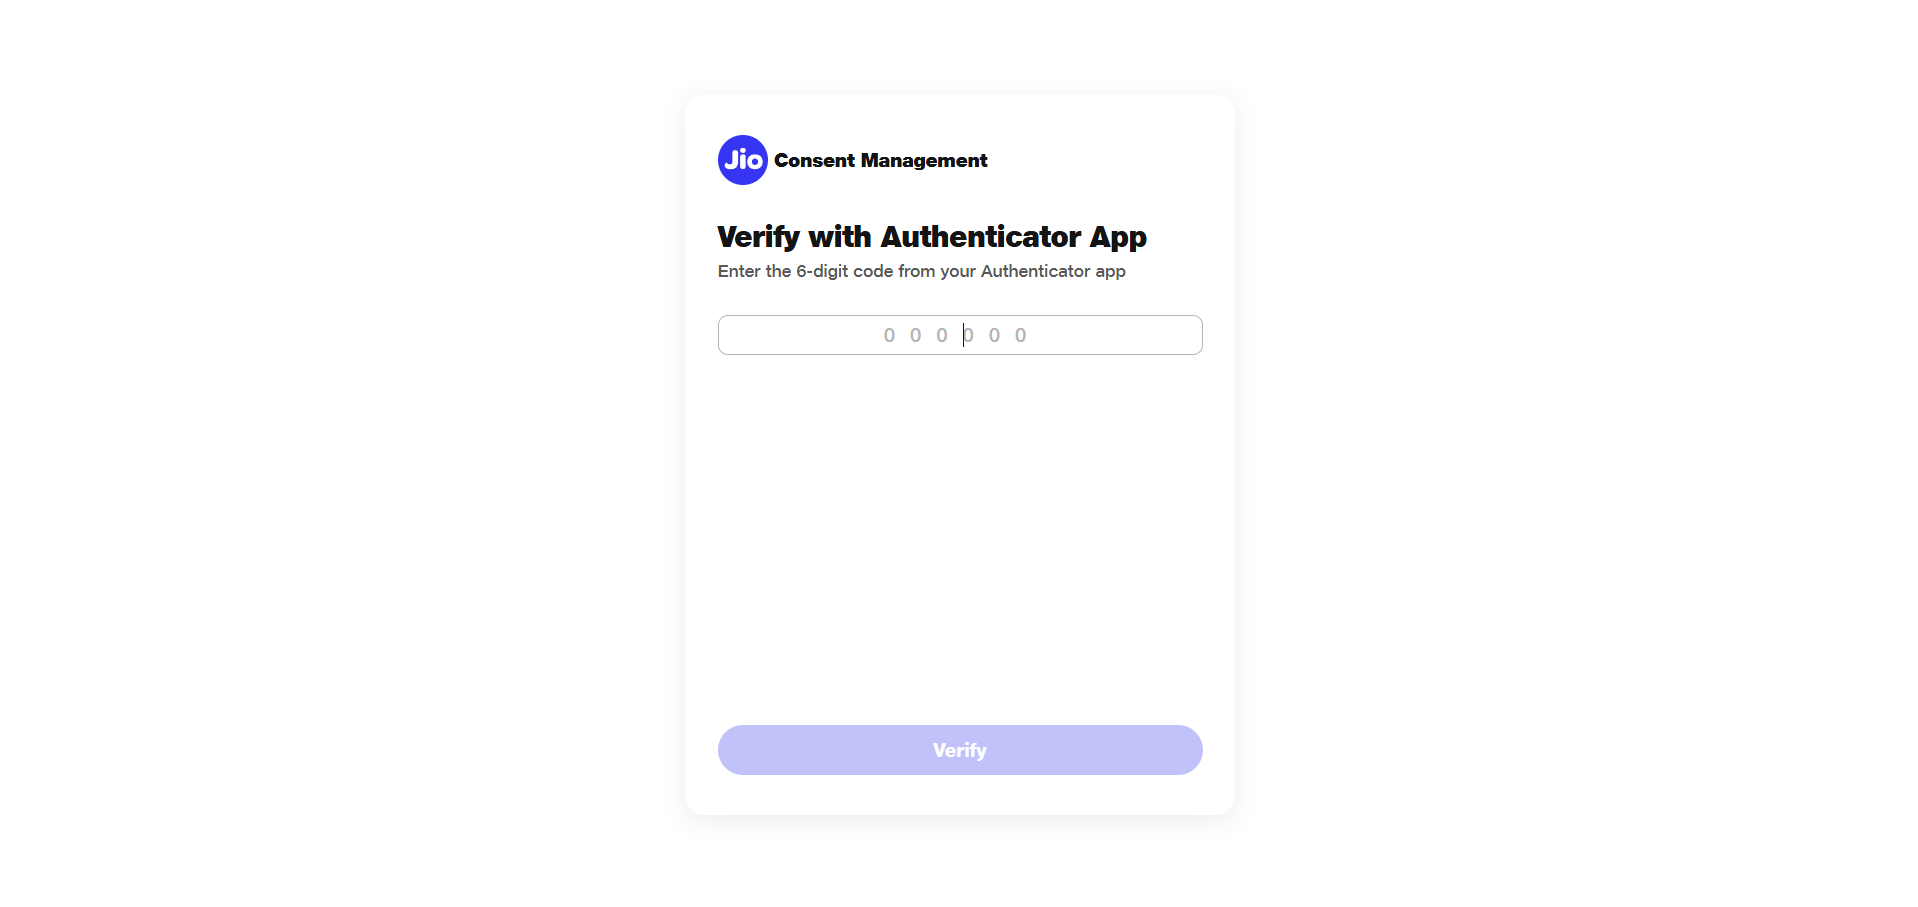 Jio Consent Management
Verify with Authenticator App
Enter the 6-digit code from your Authenticator app
0 0 0 0 0 0
Verify